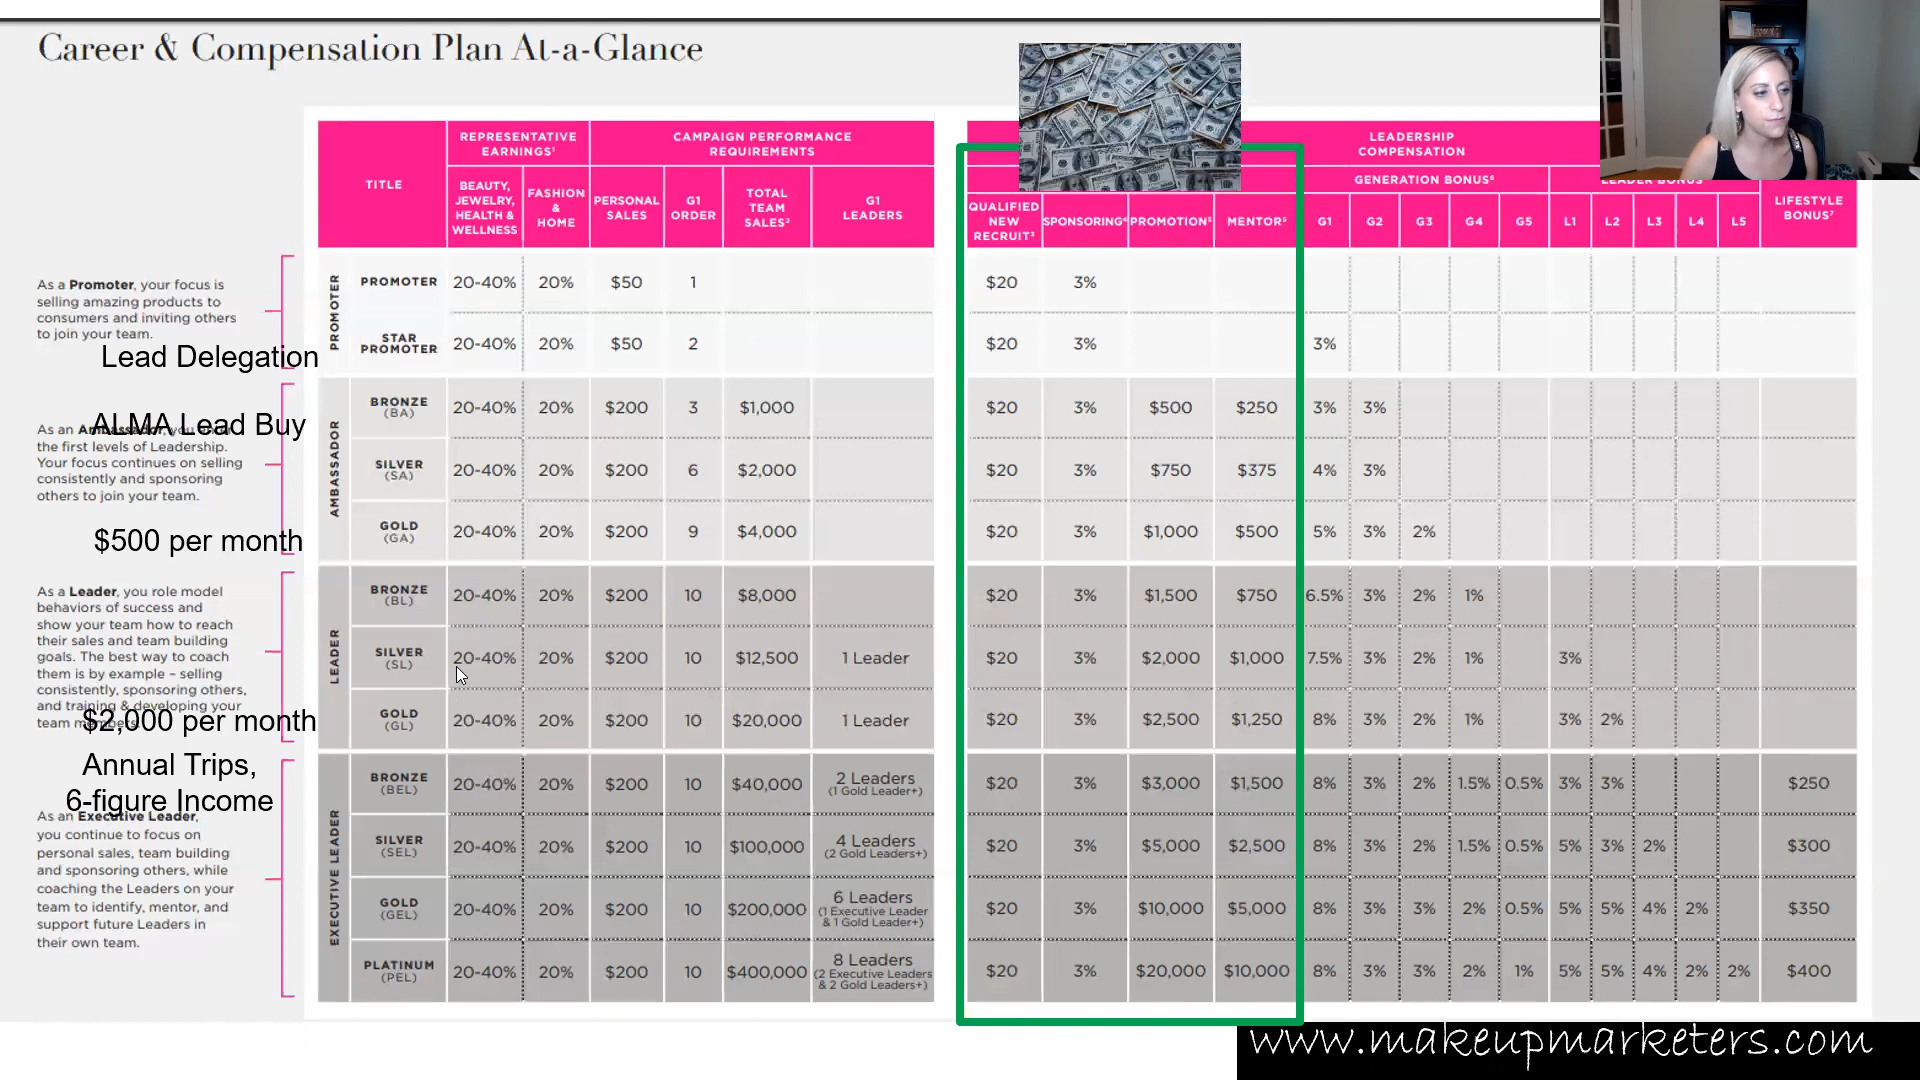 Career & Compensation Plan At-a-Glance
TITLE
REPRESENTATIVE
EARNINGS¹
CAMPAIGN PERFORMANCE
REQUIREMENTS
LEADERSHIP
COMPENSATION
GENERATION BONUS⁶
LEADER BONUS
LIFESTYLE
BONUS⁷
BEAUTY,
JEWELRY,
HEALTH &
WELLNESS
FASHION
&
HOME
PERSONAL
SALES
G1
ORDER
TOTAL
TEAM
SALES²
G1
LEADERS
QUALIFIED
NEW
RECRUIT³
SPONSORING⁴ PROMOTION⁵ MENTOR⁵ G1 G2 G3 G4 G5 L1 L2 L3 L4 L5
As a Promoter, your focus is
selling amazing products to
consumers and inviting others
to join your team.
Lead Delegation
PROMOTER
PROMOTER 20-40% 20% $50 1 $20 3%
STAR
PROMOTER 20-40% 20% $50 2 $20 3% 3%
ALMA Lead Buy
As an Ambassador, you
the first levels of Leadership.
Your focus continues on selling
consistently and sponsoring
others to join your team.
$500 per month
AMBASSADOR
BRONZE
(BA) 20-40% 20% $200 3 $1,000 $20 3% $500 $250 3% 3%
SILVER
(SA) 20-40% 20% $200 6 $2,000 $20 3% $750 $375 4% 3%
GOLD
(GA) 20-40% 20% $200 9 $4,000 $20 3% $1,000 $500 5% 3% 2%
As a Leader, you role model
behaviors of success and
show your team how to reach
their sales and team building
goals. The best way to coach
them is by example – selling
consistently, sponsoring others,
and training & developing your
team members.
$2,000 per month
LEADER
BRONZE
(BL) 20-40% 20% $200 10 $8,000 $20 3% $1,500 $750 6.5% 3% 2% 1%
SILVER
(SL) 20-40% 20% $200 10 $12,500 1 Leader $20 3% $2,000 $1,000 7.5% 3% 2% 1% 3%
GOLD
(GL) 20-40% 20% $200 10 $20,000 1 Leader $20 3% $2,500 $1,250 8% 3% 2% 1% 3% 2%
Annual Trips,
6-figure Income
As an Executive Leader,
you continue to focus on
personal sales, team building
and sponsoring others, while
coaching the Leaders on your
team to identify, mentor, and
support future Leaders in
their own team.
EXECUTIVE LEADER
BRONZE
(BEL) 20-40% 20% $200 10 $40,000 2 Leaders
(1 Gold Leader+) $20 3% $3,000 $1,500 8% 3% 2% 1.5% 0.5% 3% 3% $250
SILVER
(SEL) 20-40% 20% $200 10 $100,000 4 Leaders
(2 Gold Leaders+) $20 3% $5,000 $2,500 8% 3% 2% 1.5% 0.5% 5% 3% 2% $300
GOLD
(GEL) 20-40% 20% $200 10 $200,000 6 Leaders
(1 Executive Leader
& 1 Gold Leader+) $20 3% $10,000 $5,000 8% 3% 3% 2% 0.5% 5% 5% 4% 2% $350
PLATINUM
(PEL) 20-40% 20% $200 10 $400,000 8 Leaders
(2 Executive Leaders
& 2 Gold Leaders+) $20 3% $20,000 $10,000 8% 3% 3% 2% 1% 5% 5% 4% 2% 2% $400
www.makeupmarketers.com